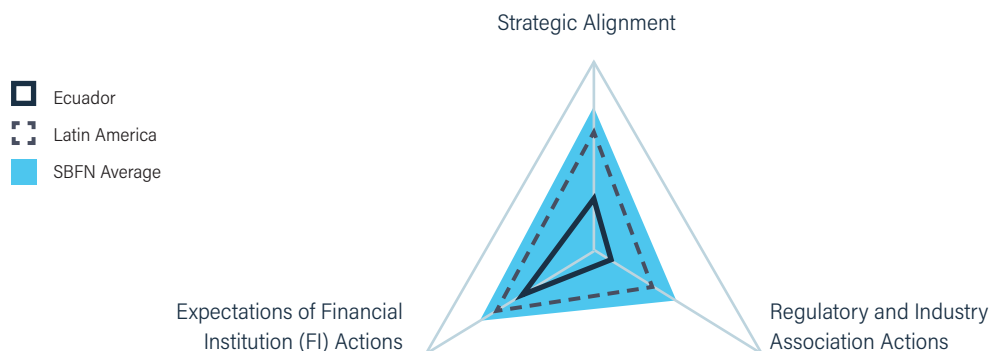 Strategic Alignment
Ecuador
Latin America
SBFN Average
Expectations of Financial
Institution (FI) Actions
Regulatory and Industry
Association Actions